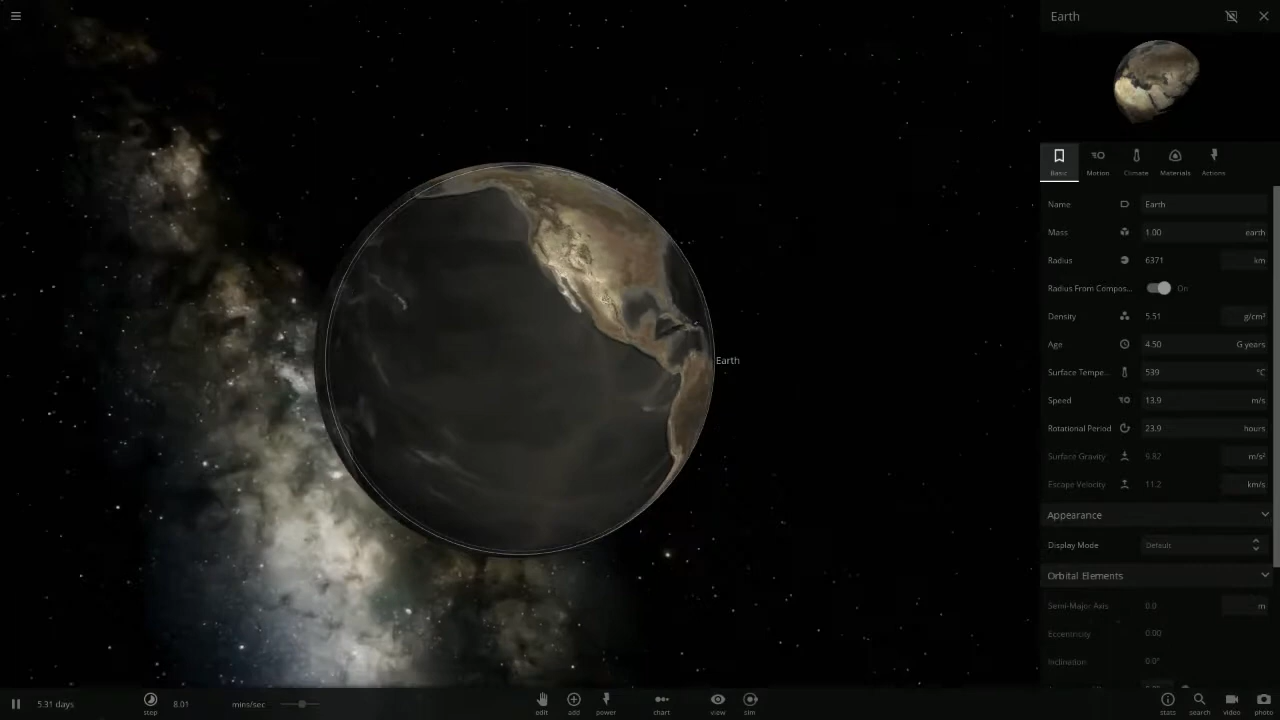 Earth
Basic Motion Climate Materials Actions
Name Earth
Mass 1.00 earth
Radius 6371 km
Radius From Compos... On
Density 5.51 g/cm³
Age 4.50 G years
Surface Tempe... 539 °C
Speed 13.9 m/s
Rotational Period 23.9 hours
Surface Gravity 9.82 m/s²
Escape Velocity 11.2 km/s
Earth
Appearance
Display Mode Default
Orbital Elements
Semi-Major Axis 0.0 m
Eccentricity 0.00
Inclination 0.0°
5.31 days step 8.01 mins/sec edit add power chart view sim stats search video photo